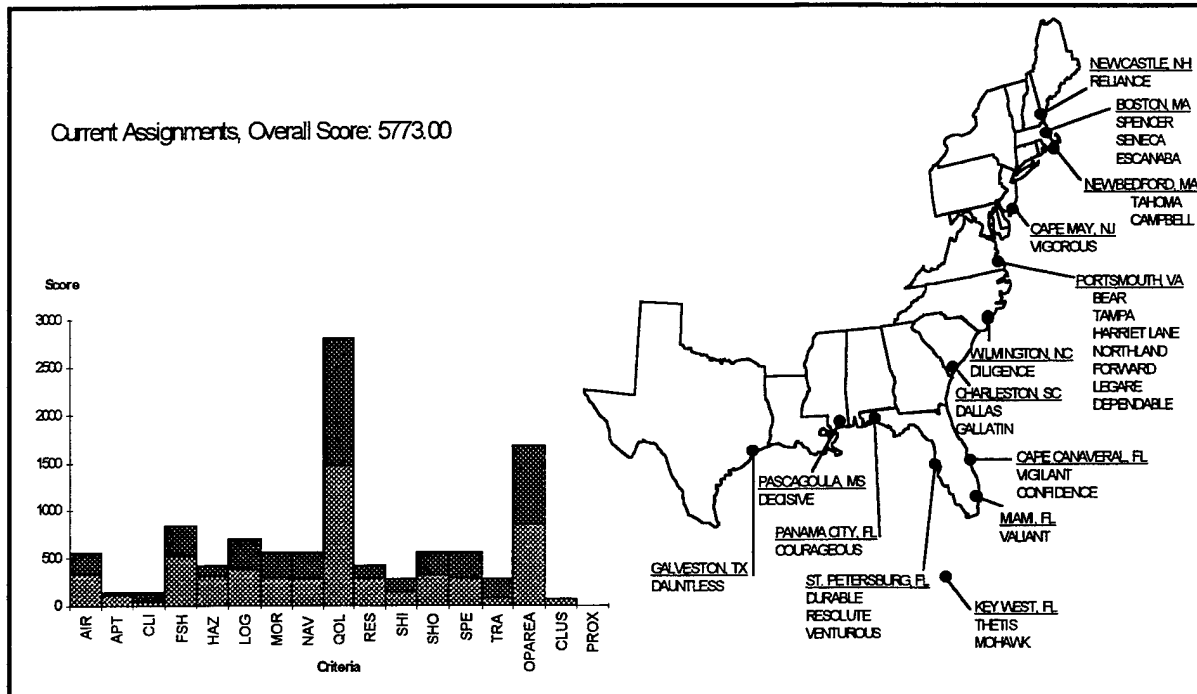 Current Assignments, Overall Score: 5773.00
Score
3000
2500
2000
1500
1000
500
0
AIR
APT
CLI
FSH
HAZ
LOG
MOR
NAV
QOL
RES
SHI
SHO
SPE
TRA
OPAREA
CLUS
PROX
Criteria
NEWCASTLE, NH
RELIANCE
BOSTON, MA
SPENCER
SENECA
ESCANABA
NEWBEDFORD, MA
TAHOMA
CAMPBELL
CAPE MAY, NJ
VIGOROUS
PORTSMOUTH, VA
BEAR
TAMPA
HARRIET LANE
NORTHLAND
FORWARD
LEGARE
DEPENDABLE
WILMINGTON, NC
DILIGENCE
CHARLESTON, SC
DALLAS
GALLATIN
CAPE CANAVERAL, FL
VIGILANT
CONFIDENCE
MIAMI, FL
VALIANT
PASCAGOULA, MS
DECISIVE
PANAMA CITY, FL
COURAGEOUS
GALVESTON, TX
DAUNTLESS
ST. PETERSBURG, FL
DURABLE
RESOLUTE
VENTUROUS
KEY WEST, FL
THETIS
MOHAWK